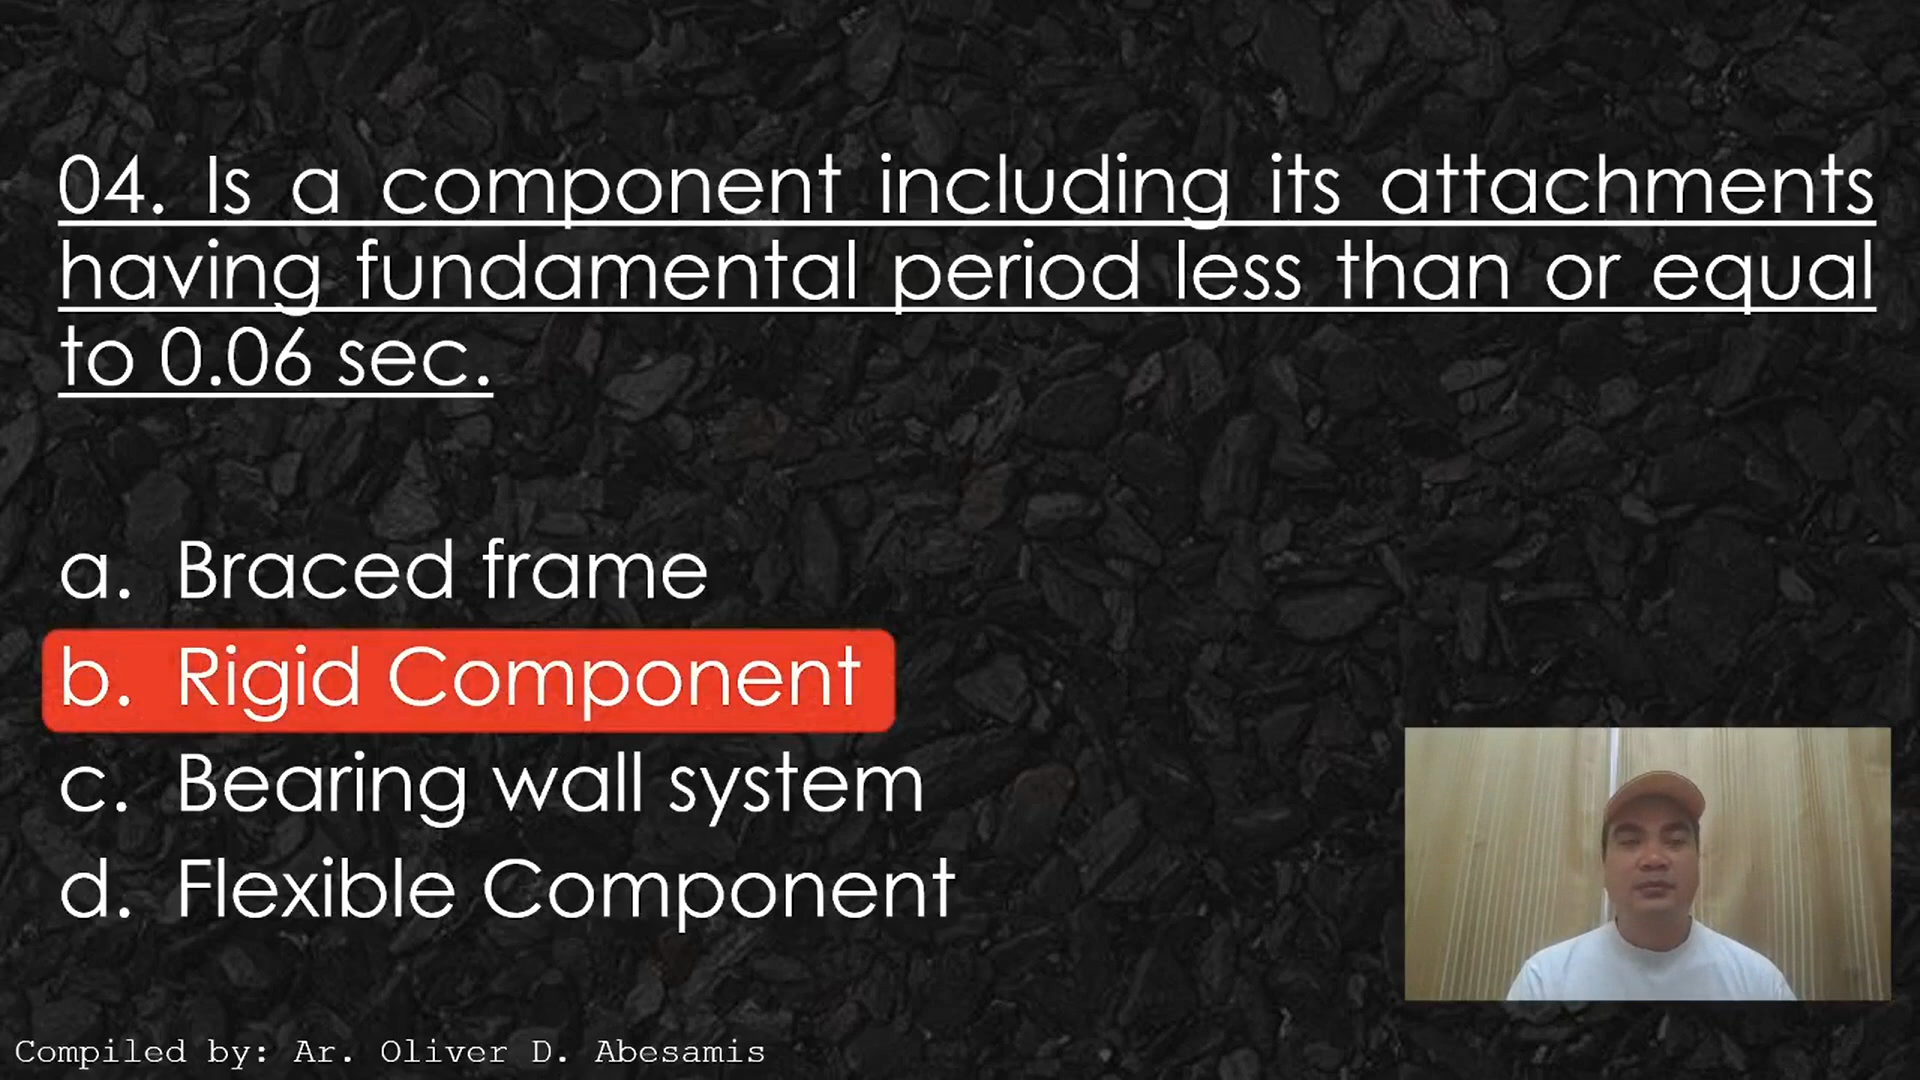 04. Is a component including its attachments
having fundamental period less than or equal
to 0.06 sec.
a. Braced frame
b. Rigid Component
c. Bearing wall system
d. Flexible Component
Compiled by: Ar. Oliver D. Abesamis